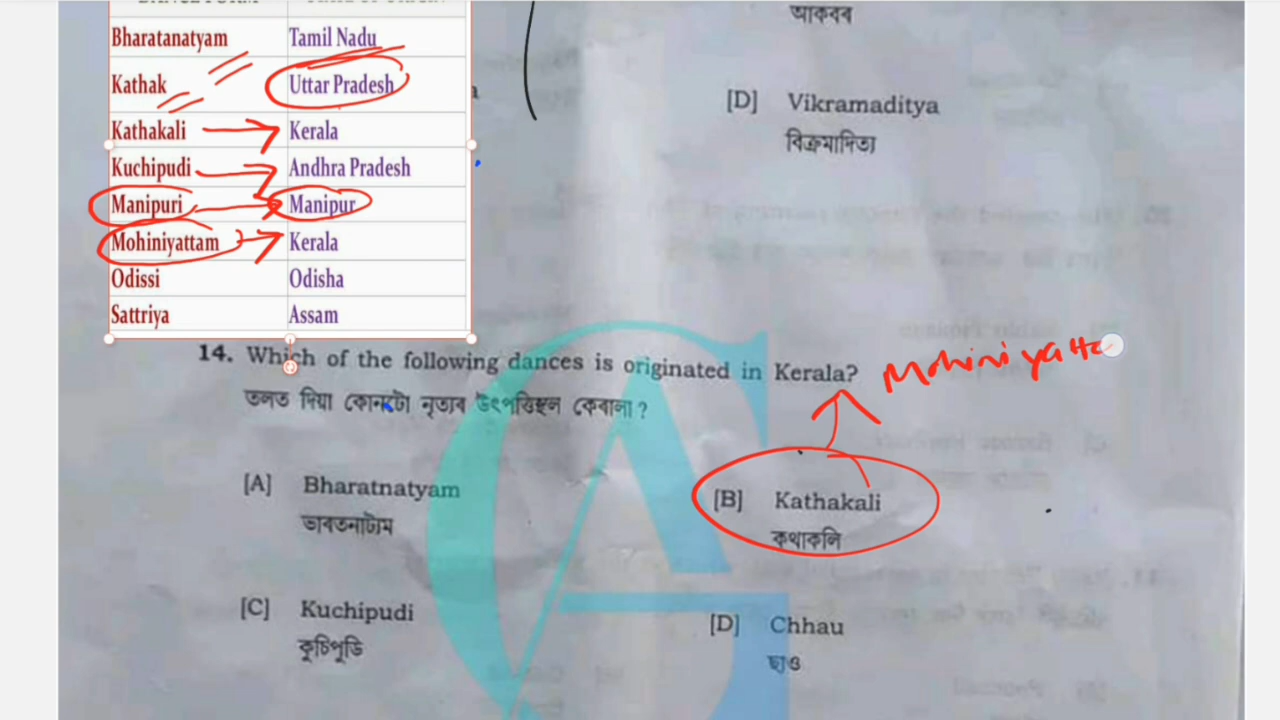 Bharatanatyam Tamil Nadu
Kathak Uttar Pradesh
Kathakali Kerala
Kuchipudi Andhra Pradesh
Manipuri Manipur
Mohiniyattam Kerala
Odissi Odisha
Sattriya Assam
আকবৰ
[D] Vikramaditya
বিক্ৰমাদিত্য
14. Which of the following dances is originated in Kerala?
Mohiniyatta
তলত দিয়া কোনটো নৃত্যৰ উৎপত্তিস্থল কেৰালা ?
[A] Bharatnatyam
ভাৰতনাট্যম
[B] Kathakali
কথাকলি
[C] Kuchipudi
কুচিপুড়ি
[D] Chhau
ছাও